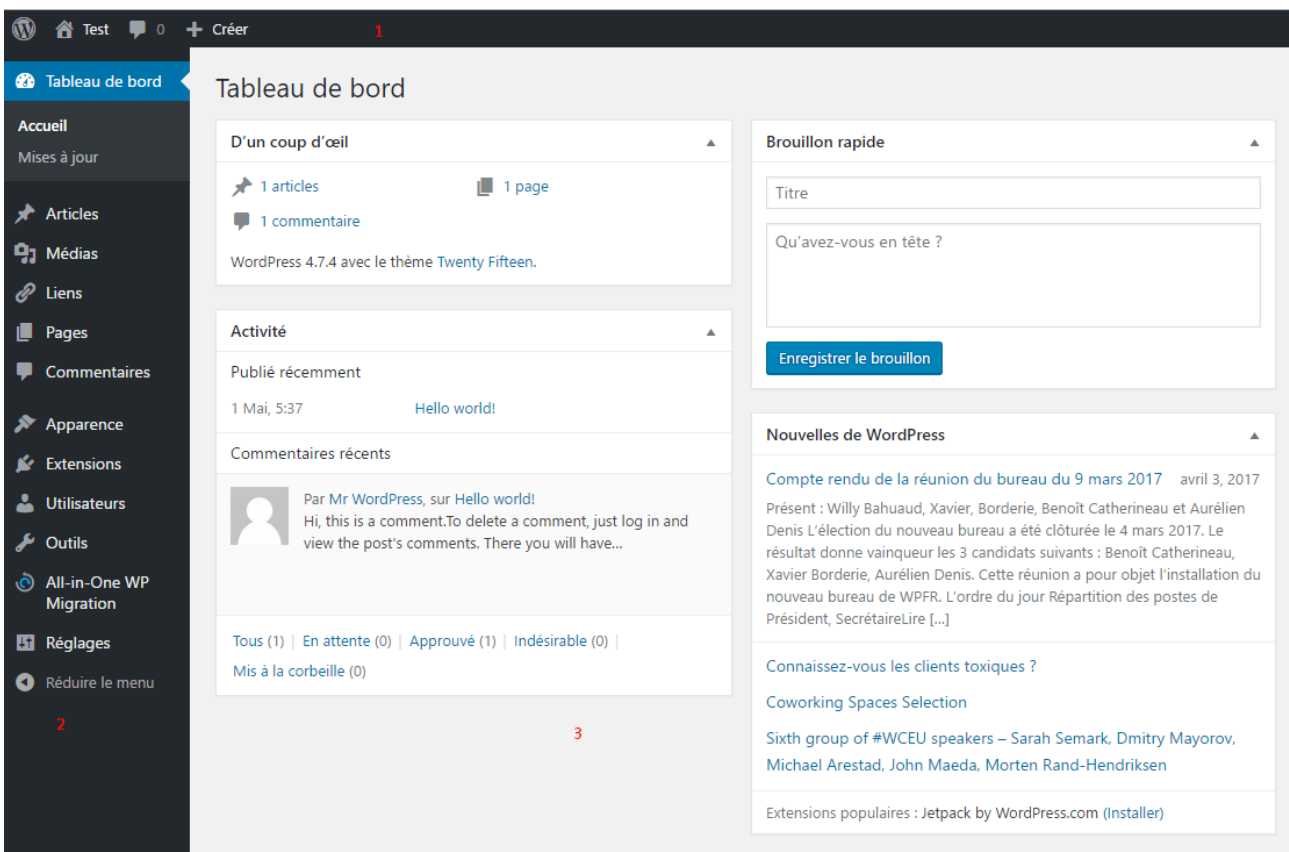 Test 0 Créer 1
Tableau de bord
Accueil
Mises à jour
Articles
Médias
Liens
Pages
Commentaires
Apparence
Extensions
Utilisateurs
Outils
All-in-One WP
Migration
Réglages
Réduire le menu
2
Tableau de bord
D'un coup d'œil
1 articles
1 page
1 commentaire
WordPress 4.7.4 avec le thème Twenty Fifteen.
Activité
Publié récemment
1 Mai, 5:37 Hello world!
Commentaires récents
Par Mr WordPress, sur Hello world!
Hi, this is a comment.To delete a comment, just log in and
view the post's comments. There you will have...
Tous (1) | En attente (0) | Approuvé (1) | Indésirable (0) |
Mis à la corbeille (0)
3
Brouillon rapide
Titre
Qu'avez-vous en tête ?
Enregistrer le brouillon
Nouvelles de WordPress
Compte rendu de la réunion du bureau du 9 mars 2017 avril 3, 2017
Présent : Willy Bahuaud, Xavier, Borderie, Benoît Catherineau et Aurélien
Denis L'élection du nouveau bureau a été clôturée le 4 mars 2017. Le
résultat donne vainqueur les 3 candidats suivants : Benoît Catherineau,
Xavier Borderie, Aurélien Denis. Cette réunion a pour objet l'installation du
nouveau bureau de WPFR. L'ordre du jour Répartition des postes de
Président, SecrétaireLire [...]
Connaissez-vous les clients toxiques ?
Coworking Spaces Selection
Sixth group of #WCEU speakers – Sarah Semark, Dmitry Mayorov,
Michael Arestad, John Maeda, Morten Rand-Hendriksen
Extensions populaires : Jetpack by WordPress.com (Installer)